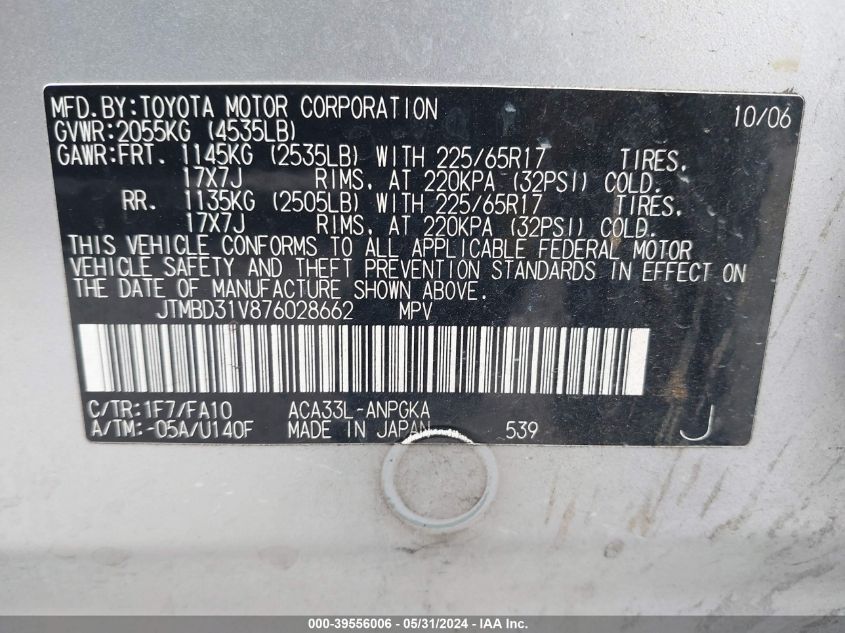 MFD.BY:TOYOTA MOTOR CORPORATION 10/06
GVWR:2055KG (4535LB)
GAWR:FRT. 1145KG (2535LB) WITH 225/65R17 TIRES.
17X7J RIMS, AT 220KPA (32PSI) COLD.
RR. 1135KG (2505LB) WITH 225/65R17 TIRES,
17X7J RIMS, AT 220KPA (32PSI) COLD.
THIS VEHICLE CONFORMS TO ALL APPLICABLE FEDERAL MOTOR
VEHICLE SAFETY AND THEFT PREVENTION STANDARDS IN EFFECT ON
THE DATE OF MANUFACTURE SHOWN ABOVE.
JTMBD31V876028662 MPV
C/TR:1F7/FA10 ACA33L-ANPGKA
A/TM:-05A/U140F MADE IN JAPAN 539 J
000-39556006 - 05/31/2024 - IAA Inc.